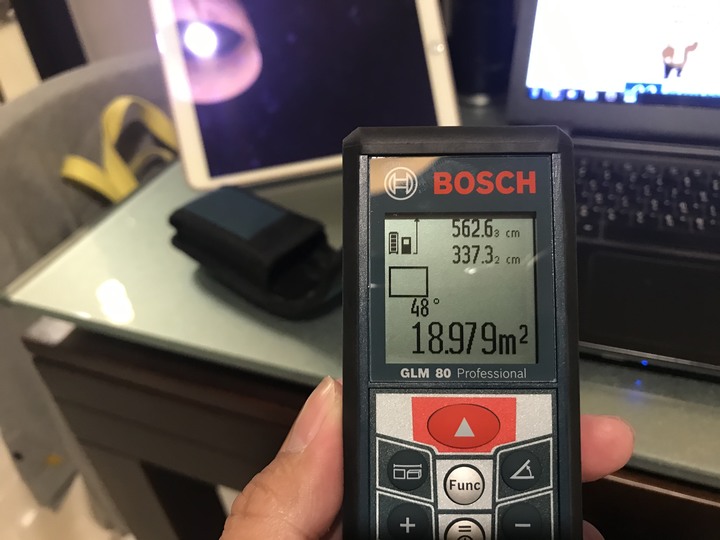 BOSCH
562.68 cm
337.32 cm
48°
18.979m²
GLM 80 Professional
Func
+ −